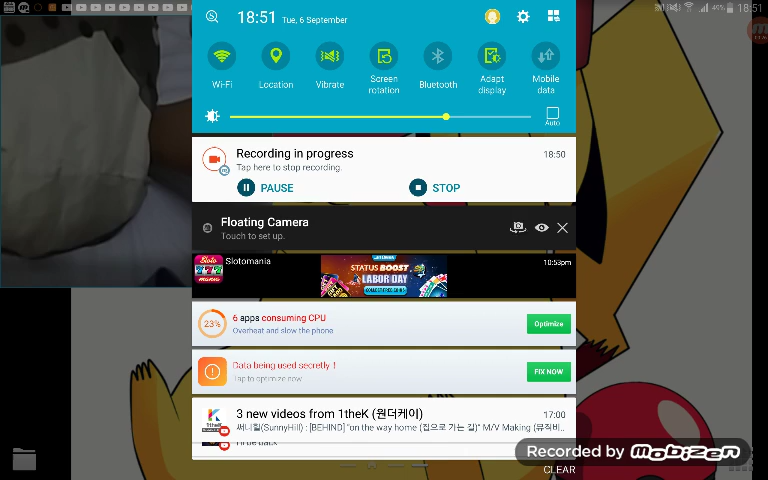 18:51 Tue, 6 September
49% 18:51
Wi-Fi
Location
Vibrate
Screen
rotation
Bluetooth
Adapt
display
Mobile
data
Auto
Recording in progress 18:50
Tap here to stop recording.
PAUSE
STOP
Floating Camera
Touch to set up.
Slotomania 10:53pm
STATUS BOOST
LABOR DAY
23%
6 apps consuming CPU
Overheat and slow the phone
Optimize
Data being used secretly !
Tap to optimize now
FIX NOW
3 new videos from 1theK (원더케이) 17:00
써니힐(SunnyHill) : [BEHIND] "on the way home (집으로 가는 길)" M/V Making (뮤직비..
1theK
I'll be back
Recorded by Mobizen
CLEAR